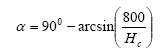 α = 90⁰ − arcsin(800/H_c)